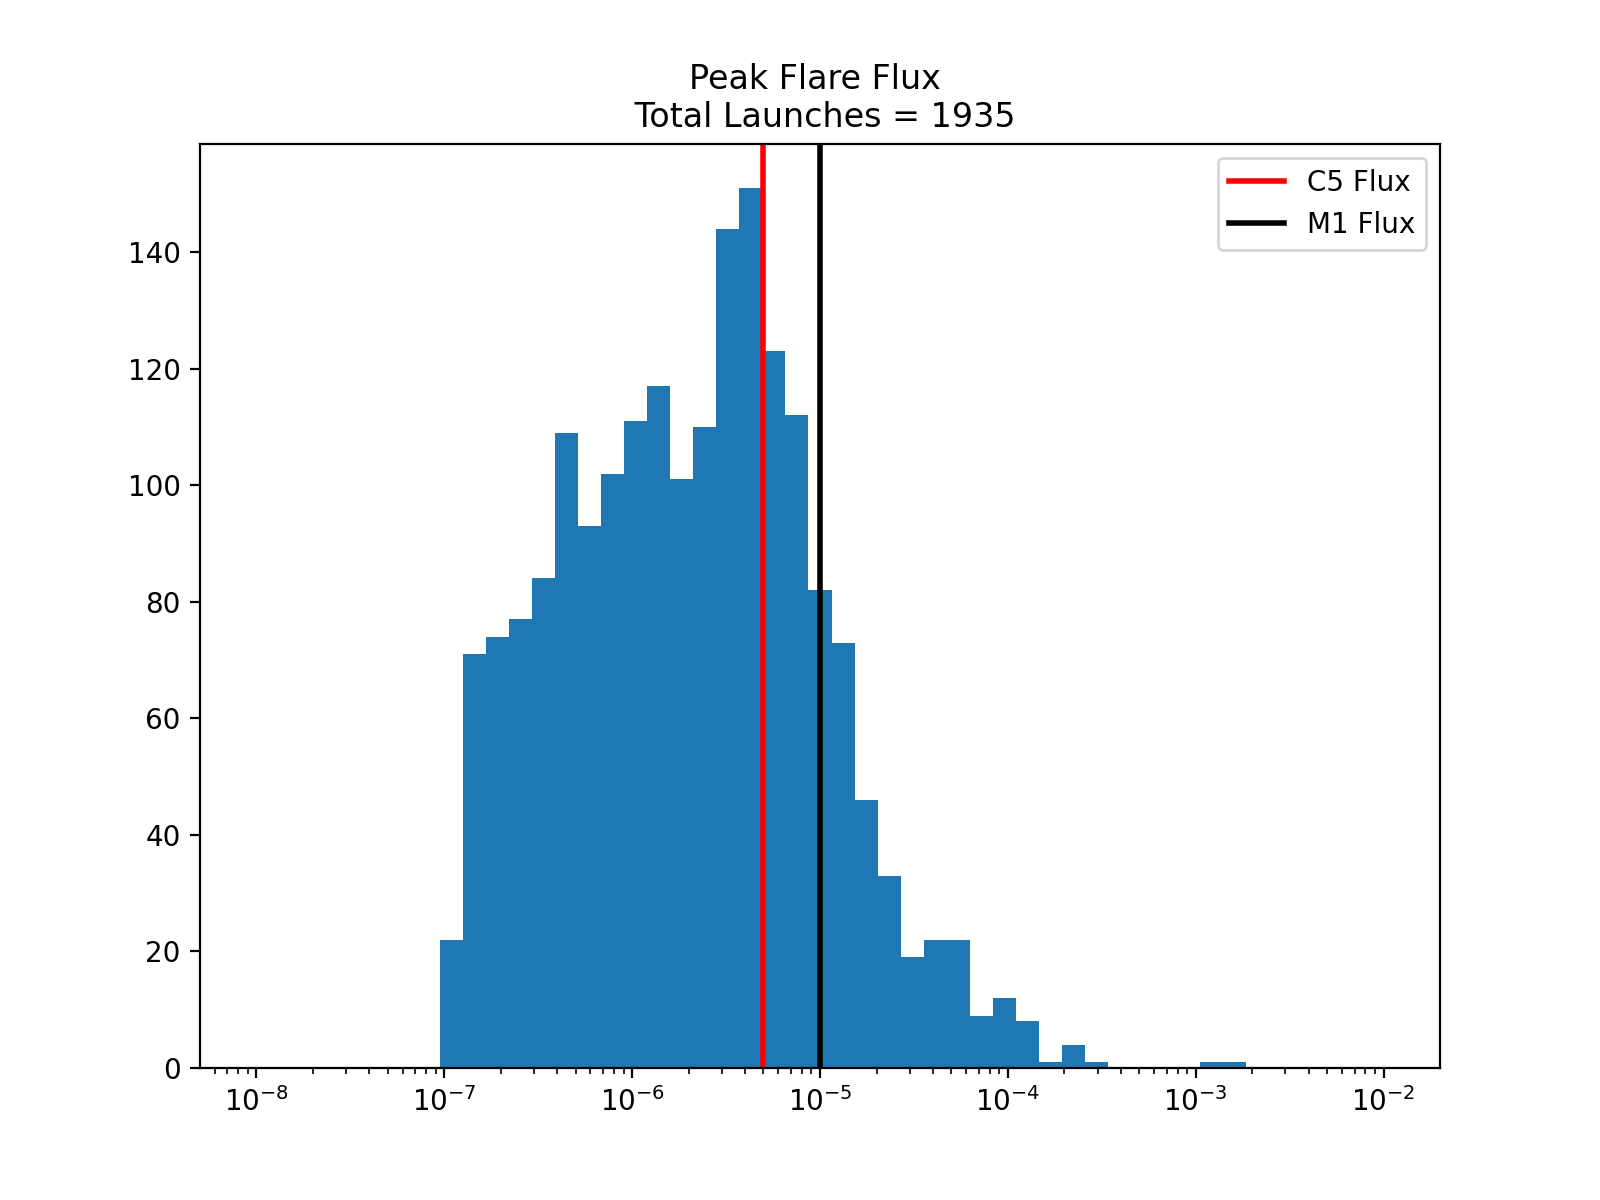 Peak Flare Flux
Total Launches = 1935
C5 Flux
M1 Flux
140
120
100
80
60
40
20
0
10⁻⁸ 10⁻⁷ 10⁻⁶ 10⁻⁵ 10⁻⁴ 10⁻³ 10⁻²